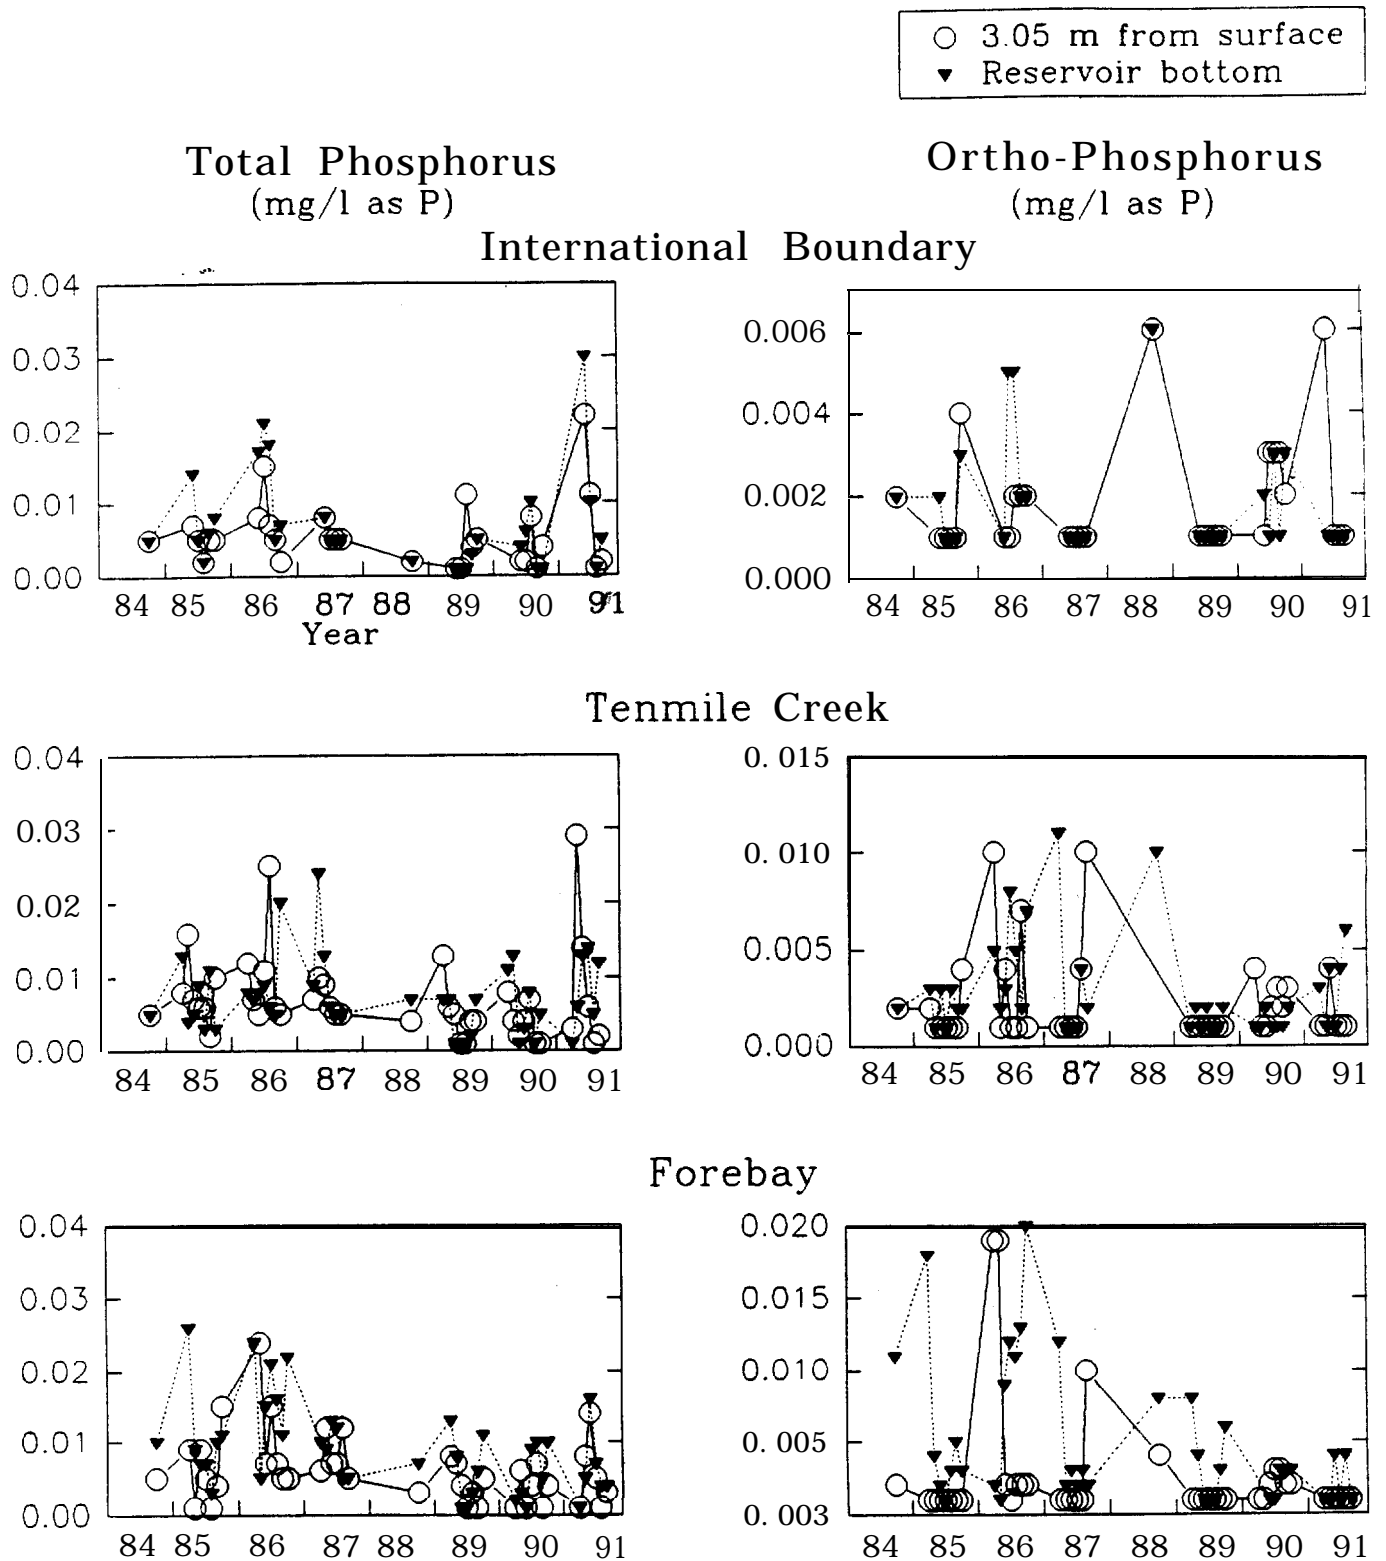 3.05 m from surface
Reservoir bottom
Total Phosphorus
(mg/l as P)
Ortho-Phosphorus
(mg/l as P)
International Boundary
0.04
0.03
0.02
0.01
0.00
84 85 86 87 88 89 90 91
Year
0.006
0.004
0.002
0.000
84 85 86 87 88 89 90 91
Tenmile Creek
0.04
0.03
0.02
0.01
0.00
84 85 86 87 88 89 90 91
0.015
0.010
0.005
0.000
84 85 86 87 88 89 90 91
Forebay
0.04
0.03
0.02
0.01
0.00
84 85 86 87 88 89 90 91
0.020
0.015
0.010
0.005
0.003
84 85 86 87 88 89 90 91